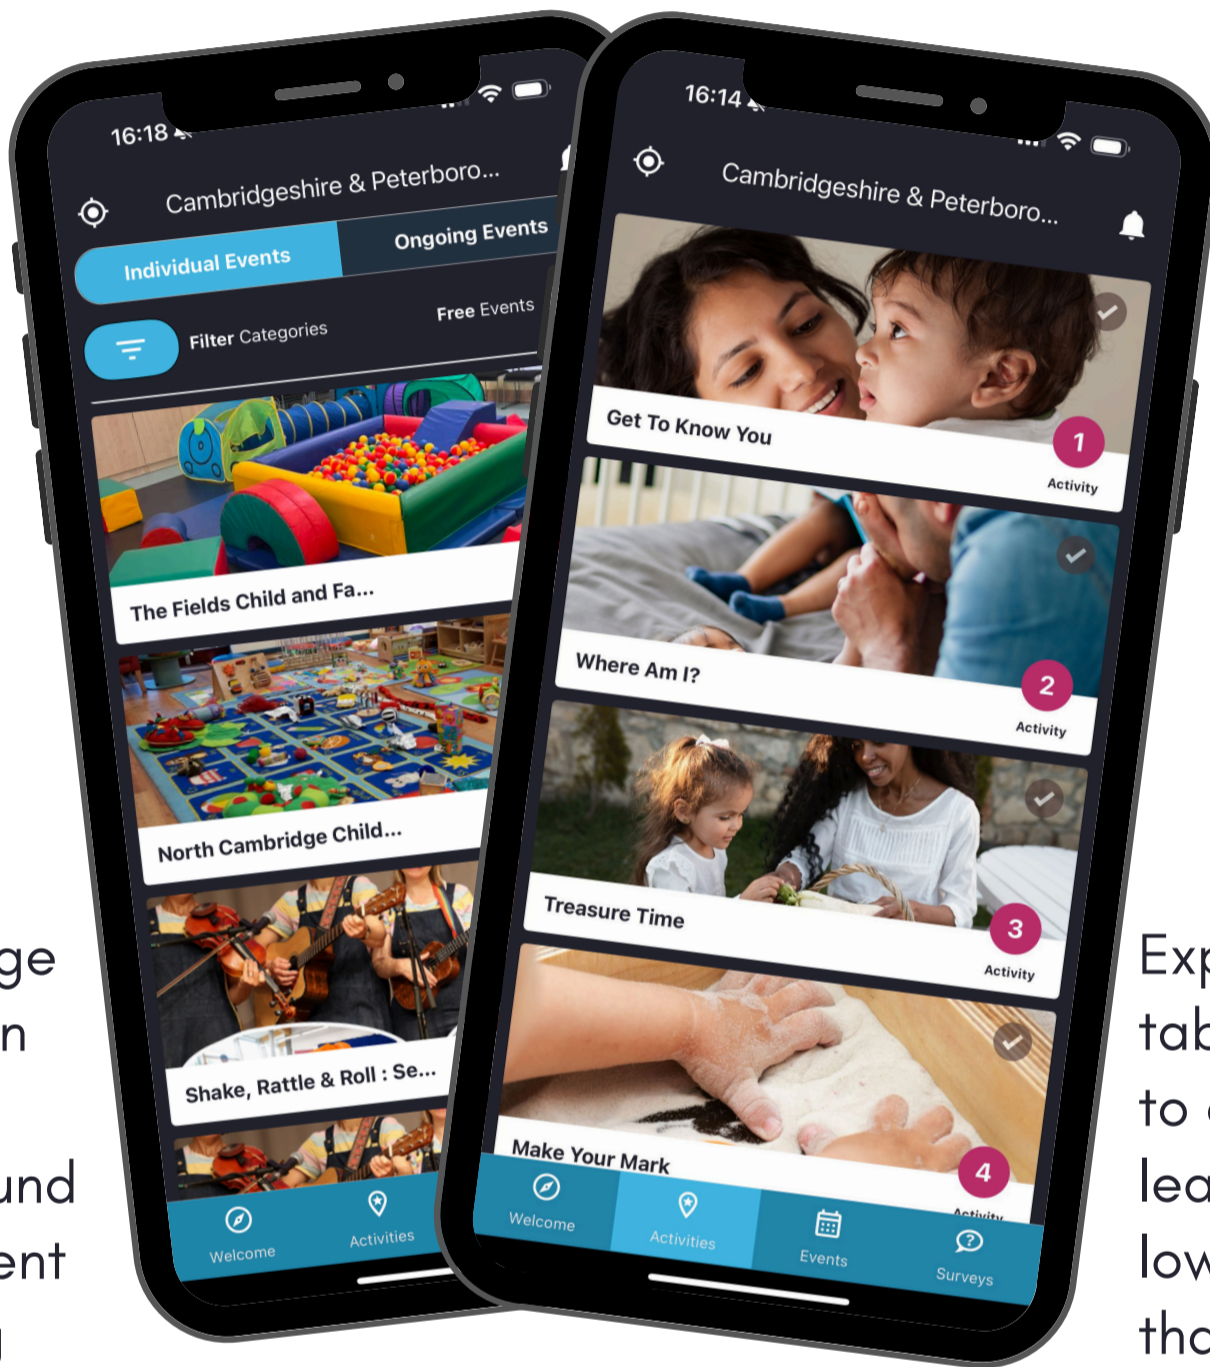 16:18
Cambridgeshire & Peterboro...
Individual Events
Ongoing Events
Filter Categories
Free Events
The Fields Child and Fa...
North Cambridge Child...
Shake, Rattle & Roll : Se...
Welcome
Activities
16:14
Cambridgeshire & Peterboro...
Get To Know You
1
Activity
Where Am I?
2
Activity
Treasure Time
3
Activity
Make Your Mark
4
Activity
Welcome
Activities
Events
Surveys
ge
n
und
ent
g
Exp
tab
to
lea
low
tha